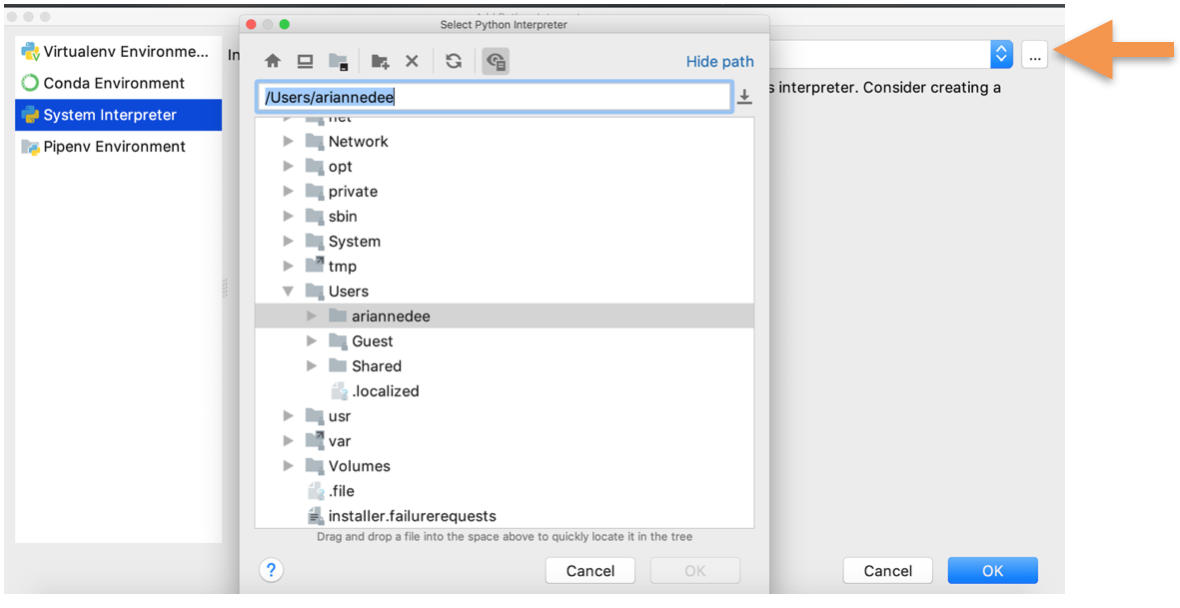 Select Python Interpreter
Virtualenv Environme...
In
Conda Environment
System Interpreter
Pipenv Environment
Hide path
/Users/ariannedee
...
s interpreter. Consider creating a
net
Network
opt
private
sbin
System
tmp
Users
ariannedee
Guest
Shared
.localized
usr
var
Volumes
.file
installer.failurerequests
Drag and drop a file into the space above to quickly locate it in the tree
?
Cancel
OK
Cancel
OK